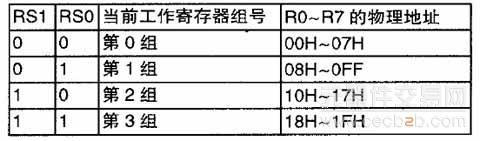 RS1 RS0 当前工作寄存器组号 R0~R7 的物理地址
0 0 第 0 组 00H~07H
0 1 第 1 组 08H~0FF
1 0 第 2 组 10H~17H
1 1 第 3 组 18H~1FH